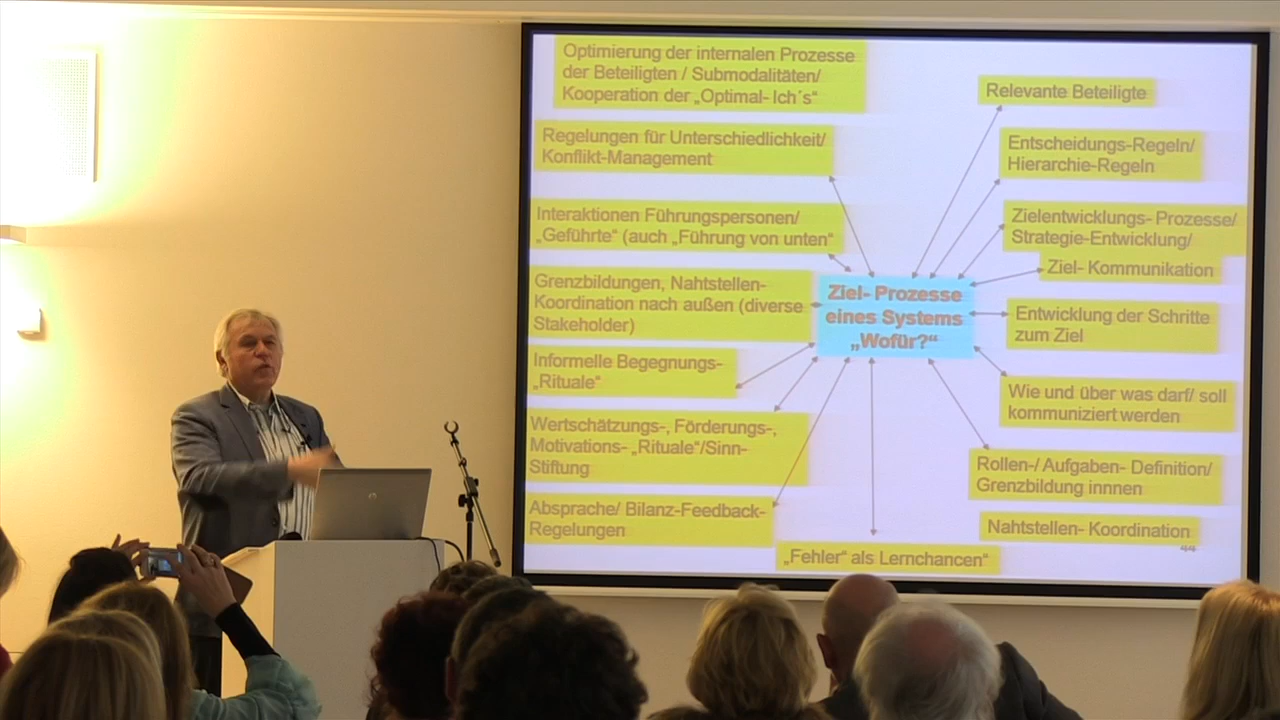 Optimierung der internalen Prozesse
der Beteiligten / Submodalitäten/
Kooperation der „Optimal- Ich´s“
Regelungen für Unterschiedlichkeit/
Konflikt-Management
Interaktionen Führungspersonen/
„Geführte“ (auch „Führung von unten“
Grenzbildungen, Nahtstellen-
Koordination nach außen (diverse
Stakeholder)
Informelle Begegnungs-
„Rituale“
Wertschätzungs-, Förderungs-,
Motivations- „Rituale“/Sinn-
Stiftung
Absprache/ Bilanz-Feedback-
Regelungen
Ziel- Prozesse
eines Systems
„Wofür?“
„Fehler“ als Lernchancen“
Relevante Beteiligte
Entscheidungs-Regeln/
Hierarchie-Regeln
Zielentwicklungs- Prozesse/
Strategie-Entwicklung/
Ziel- Kommunikation
Entwicklung der Schritte
zum Ziel
Wie und über was darf/ soll
kommuniziert werden
Rollen-/ Aufgaben- Definition/
Grenzbildung innnen
Nahtstellen- Koordination